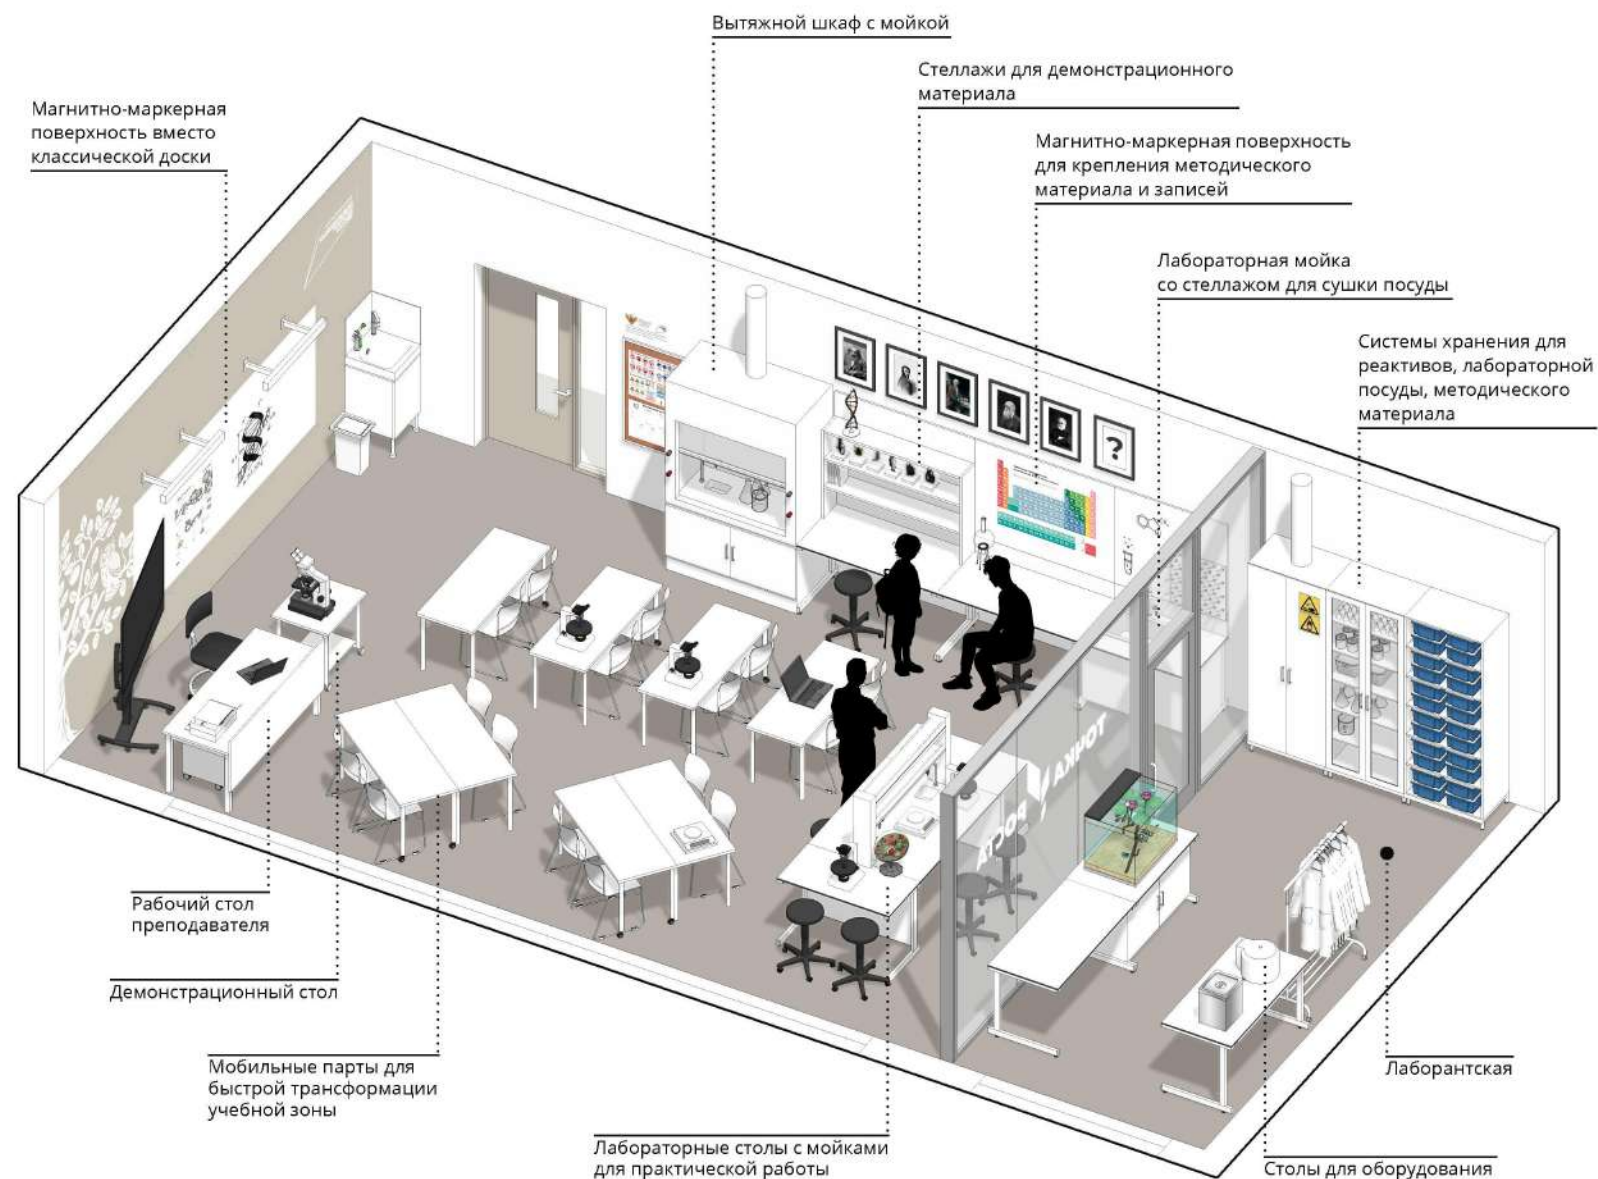 Вытяжной шкаф с мойкой
Стеллажи для демонстрационного
материала
Магнитно-маркерная
поверхность вместо
классической доски
Магнитно-маркерная поверхность
для крепления методического
материала и записей
Лабораторная мойка
со стеллажом для сушки посуды
Системы хранения для
реактивов, лабораторной
посуды, методического
материала
?
ТОЧКА
РОСТА
Рабочий стол
преподавателя
Демонстрационный стол
Мобильные парты для
быстрой трансформации
учебной зоны
Лабораторные столы с мойками
для практической работы
Лаборантская
Столы для оборудования